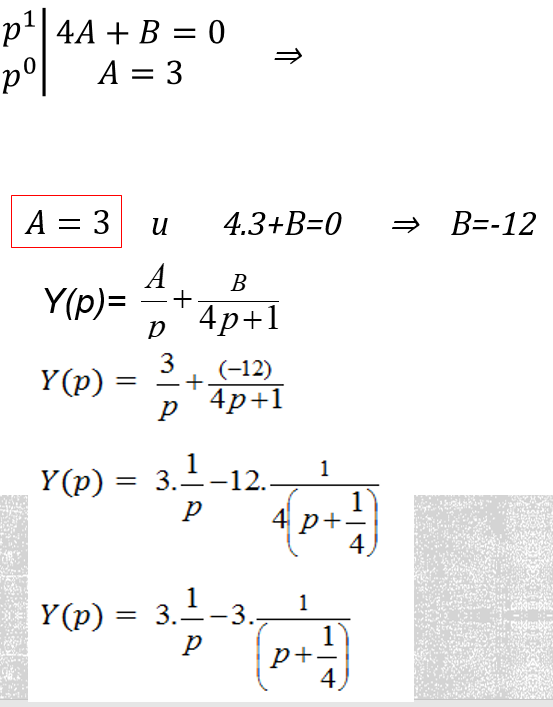 p¹ | 4A + B = 0 ⇒
p⁰ | A = 3
A = 3 и 4.3+B=0 ⇒ B=-12
Y(p)= A/p + B/(4p+1)
Y(p) = 3/p + (−12)/(4p+1)
Y(p) = 3.1/p −12.1/(4(p+1/4))
Y(p) = 3.1/p −3.1/(p+1/4)